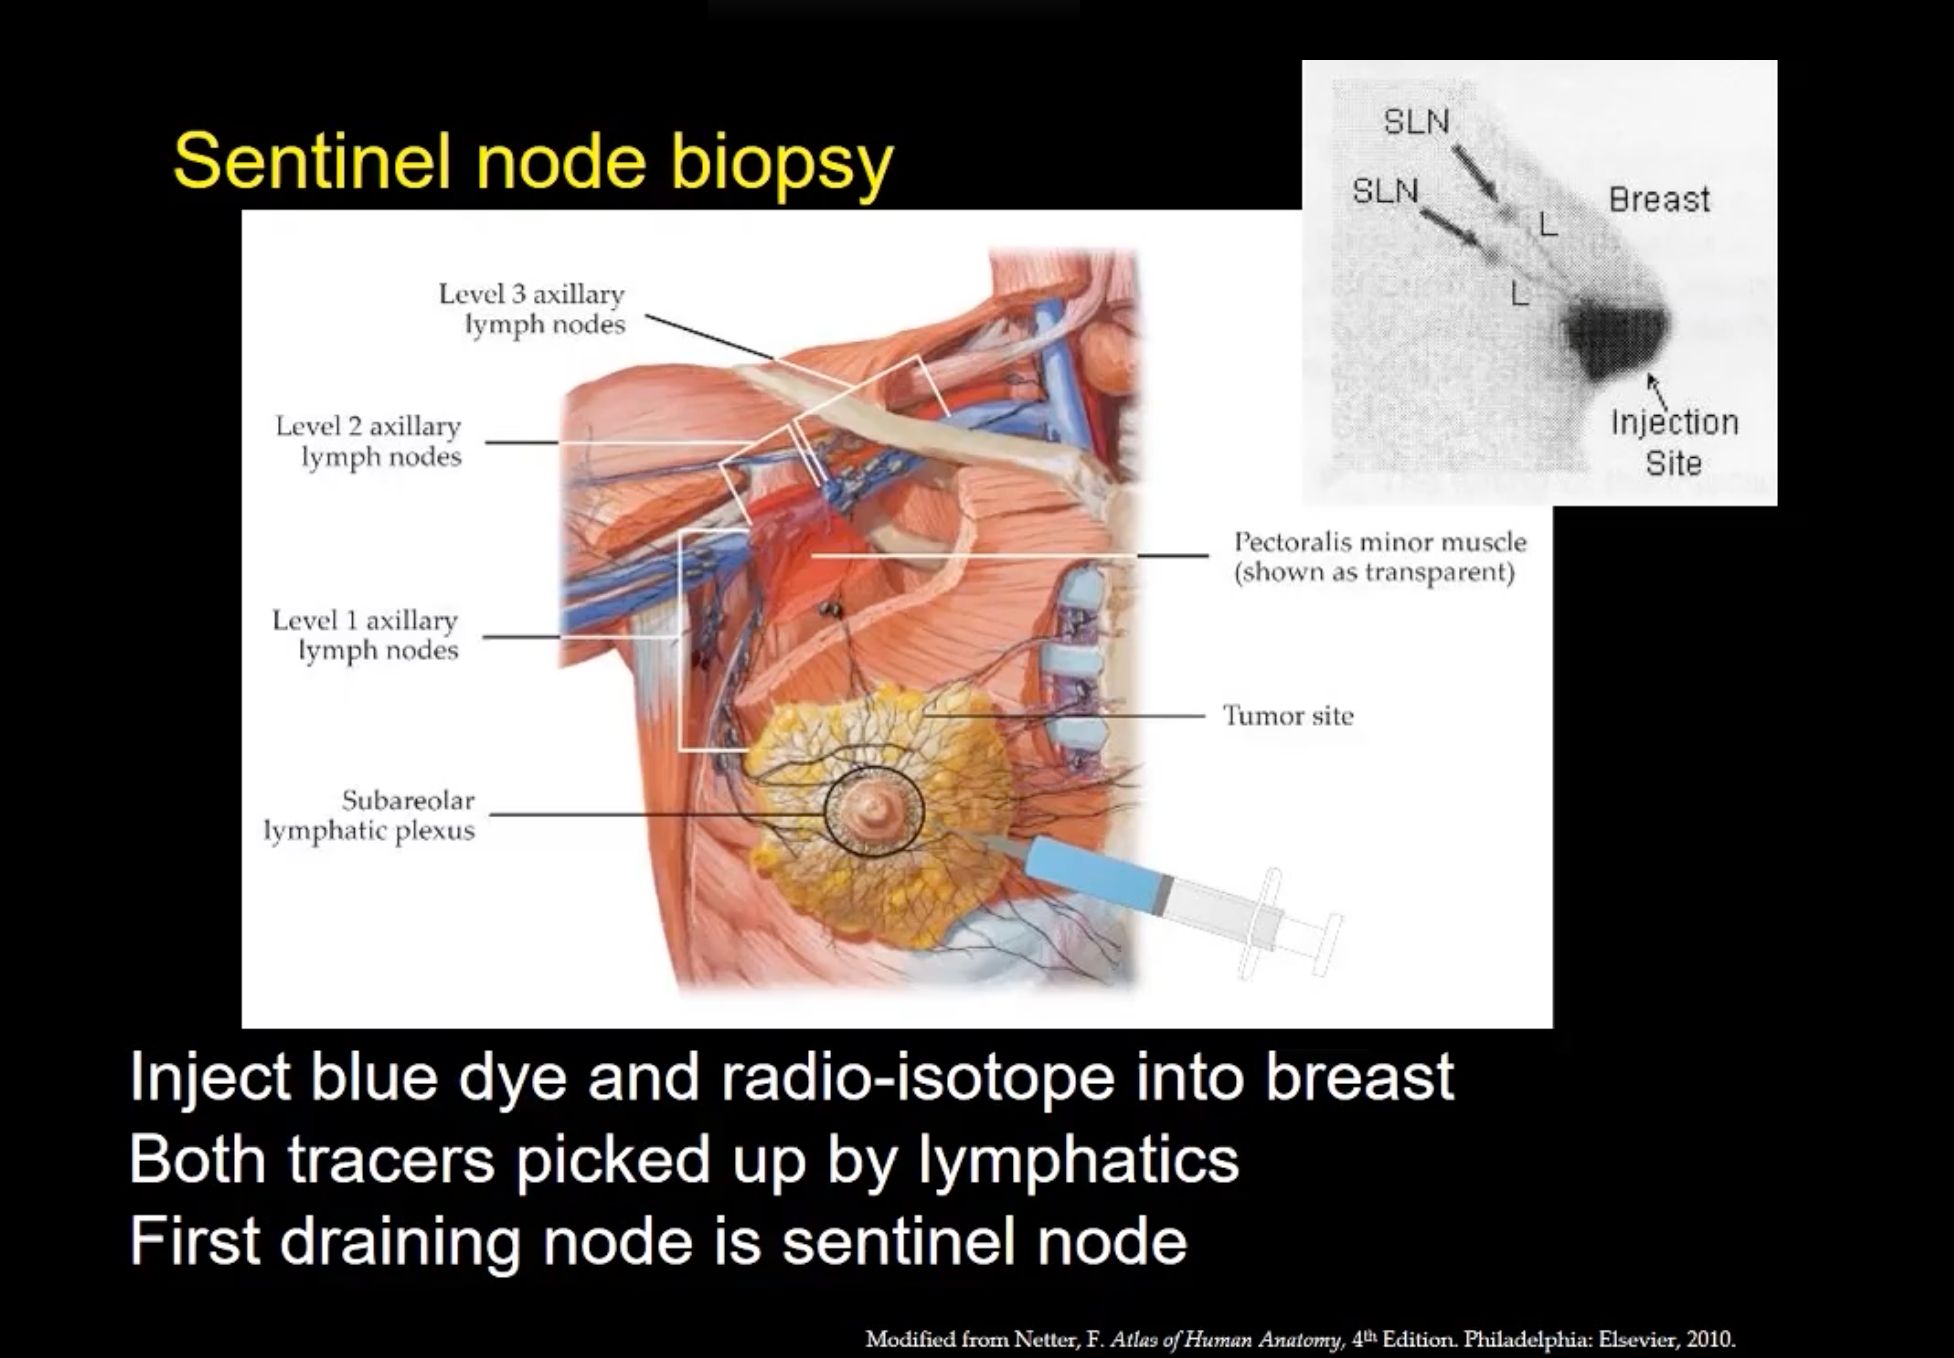 Sentinel node biopsy
SLN
SLN
Breast
L
L
Injection
Site
Level 3 axillary
lymph nodes
Level 2 axillary
lymph nodes
Level 1 axillary
lymph nodes
Subareolar
lymphatic plexus
Pectoralis minor muscle
(shown as transparent)
Tumor site
Inject blue dye and radio-isotope into breast
Both tracers picked up by lymphatics
First draining node is sentinel node
Modified from Netter, F. Atlas of Human Anatomy, 4th Edition. Philadelphia: Elsevier, 2010.